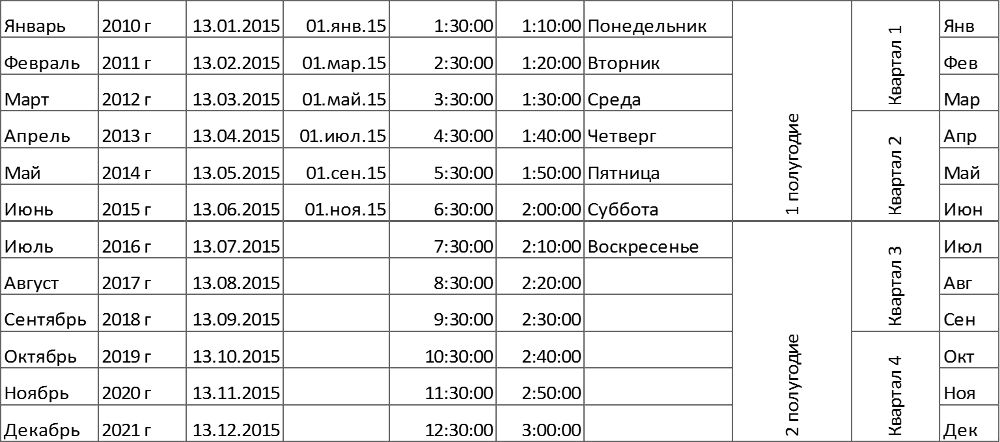 Январь 2010 г 13.01.2015 01.янв.15 1:30:00 1:10:00 Понедельник 1 полугодие Квартал 1 Янв
Февраль 2011 г 13.02.2015 01.мар.15 2:30:00 1:20:00 Вторник Фев
Март 2012 г 13.03.2015 01.май.15 3:30:00 1:30:00 Среда Мар
Апрель 2013 г 13.04.2015 01.июл.15 4:30:00 1:40:00 Четверг Квартал 2 Апр
Май 2014 г 13.05.2015 01.сен.15 5:30:00 1:50:00 Пятница Май
Июнь 2015 г 13.06.2015 01.ноя.15 6:30:00 2:00:00 Суббота Июн
Июль 2016 г 13.07.2015 7:30:00 2:10:00 Воскресенье 2 полугодие Квартал 3 Июл
Август 2017 г 13.08.2015 8:30:00 2:20:00 Авг
Сентябрь 2018 г 13.09.2015 9:30:00 2:30:00 Сен
Октябрь 2019 г 13.10.2015 10:30:00 2:40:00 Квартал 4 Окт
Ноябрь 2020 г 13.11.2015 11:30:00 2:50:00 Ноя
Декабрь 2021 г 13.12.2015 12:30:00 3:00:00 Дек